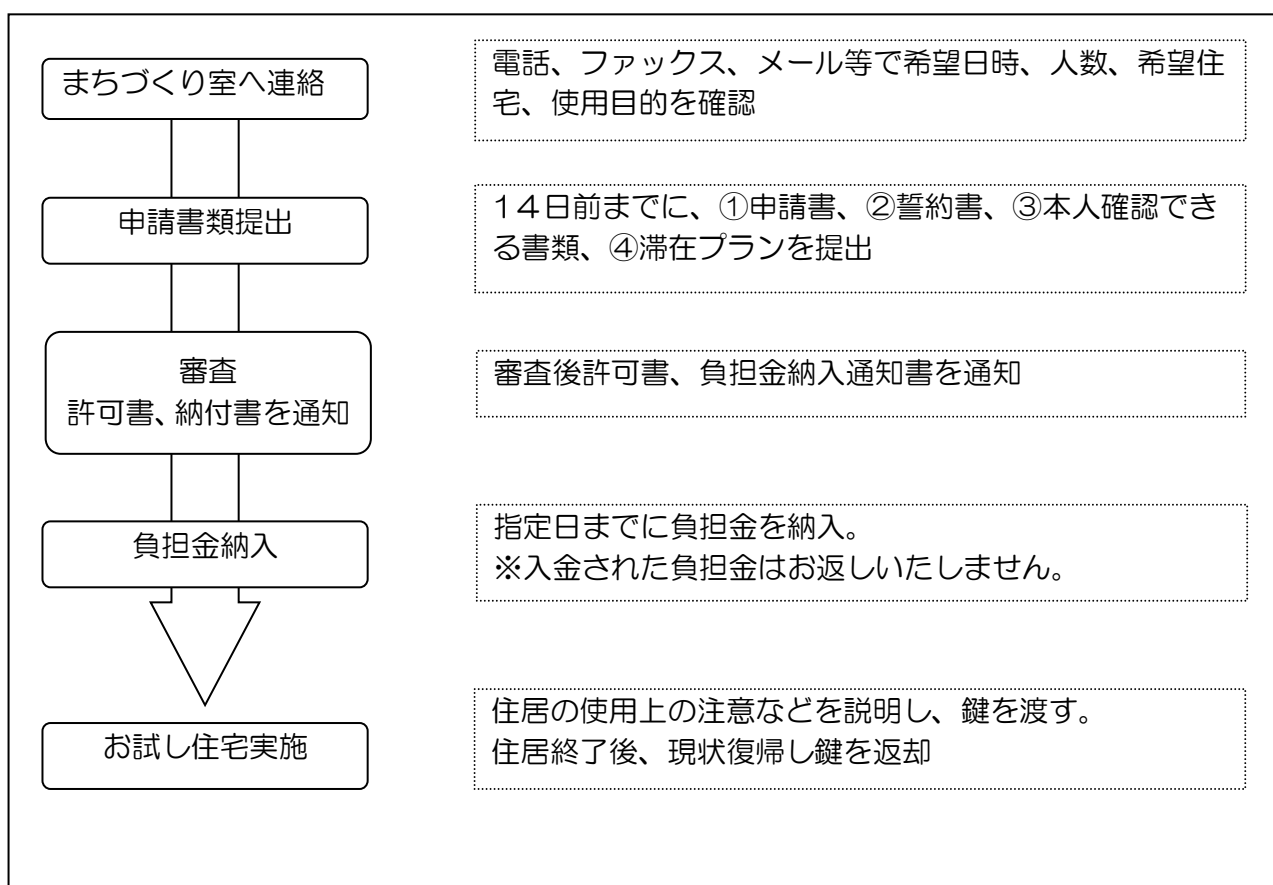 まちづくり室へ連絡
電話、ファックス、メール等で希望日時、人数、希望住
宅、使用目的を確認
申請書類提出
14日前までに、①申請書、②誓約書、③本人確認でき
る書類、④滞在プランを提出
審査
許可書、納付書を通知
審査後許可書、負担金納入通知書を通知
負担金納入
指定日までに負担金を納入。
※入金された負担金はお返しいたしません。
お試し住宅実施
住居の使用上の注意などを説明し、鍵を渡す。
住居終了後、現状復帰し鍵を返却